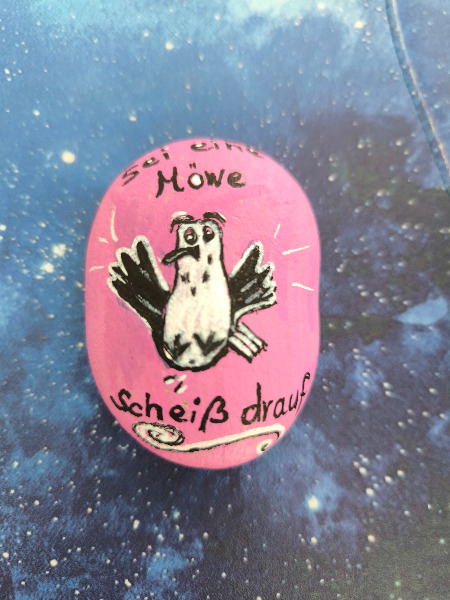 Sei eine
Möwe
scheiß drauf